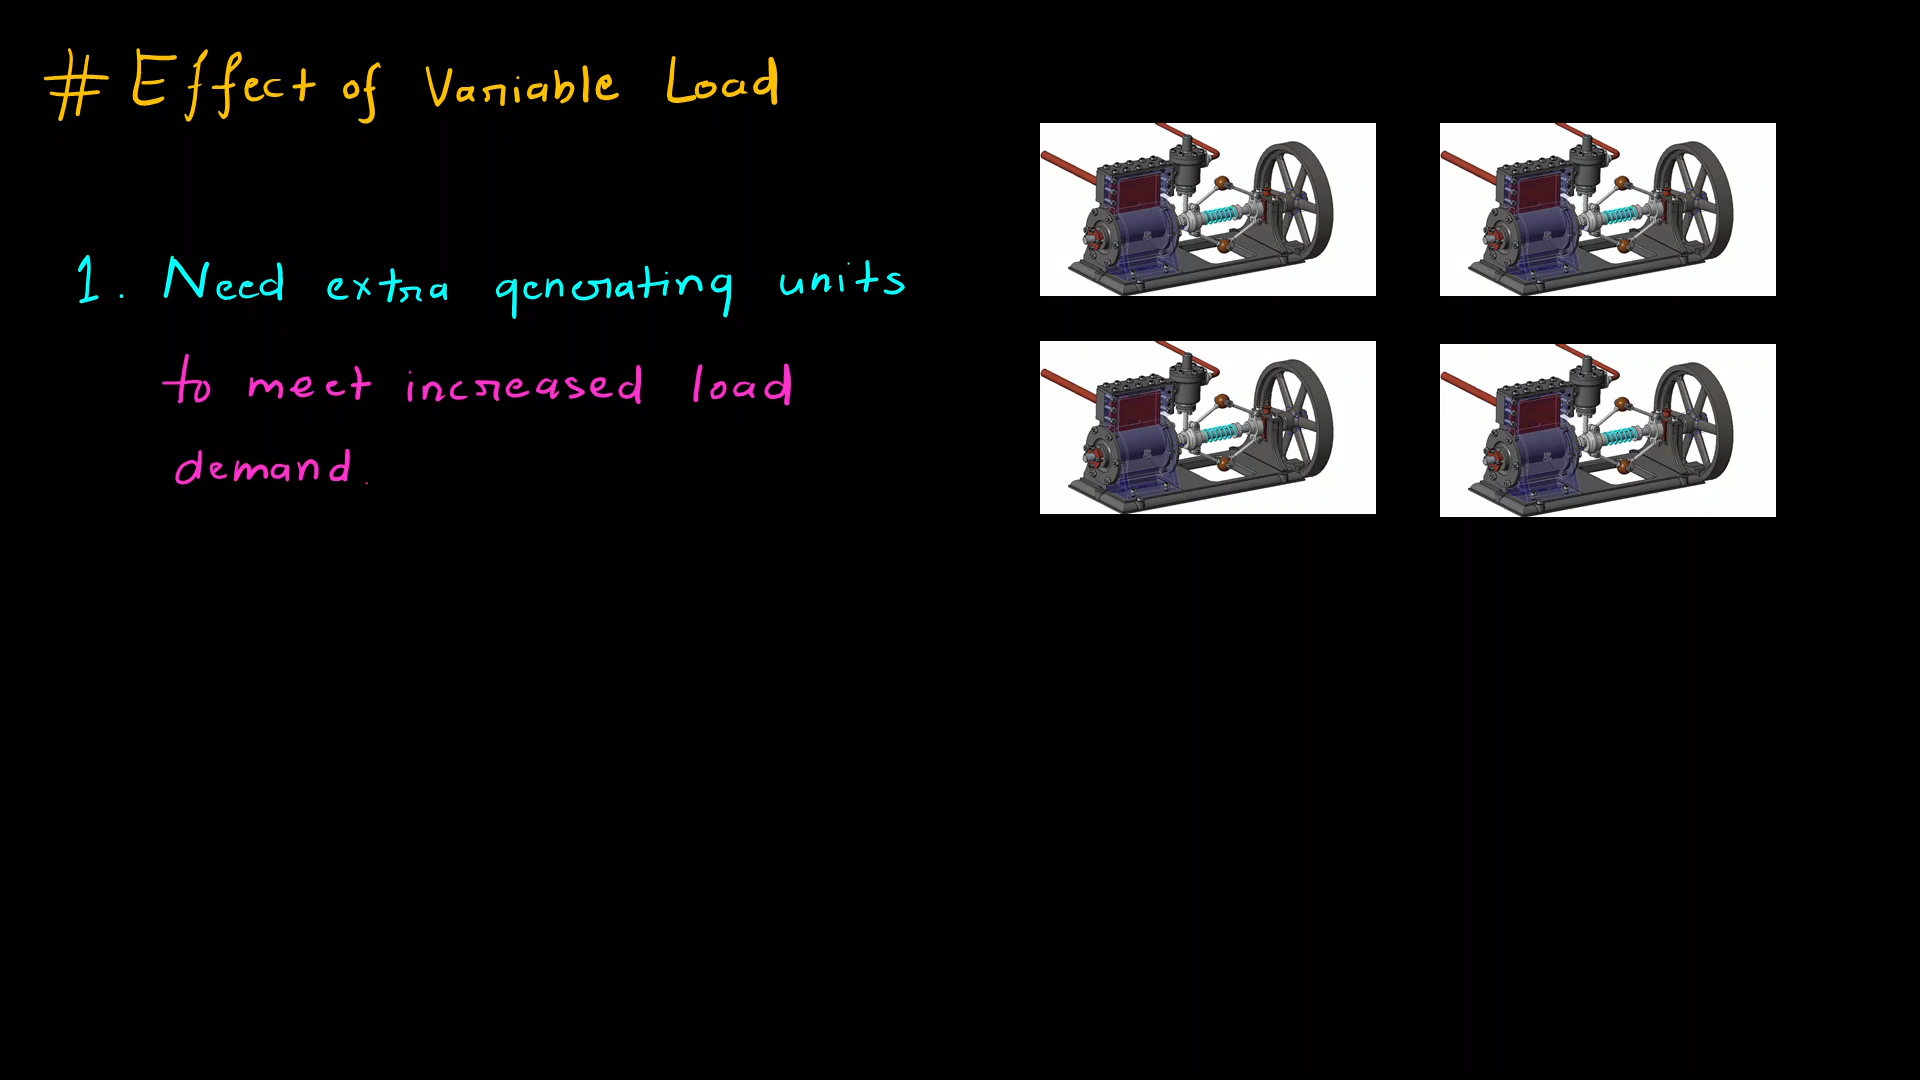 # Effect of Variable Load
1. Need extra generating units
to meet increased load
demand.